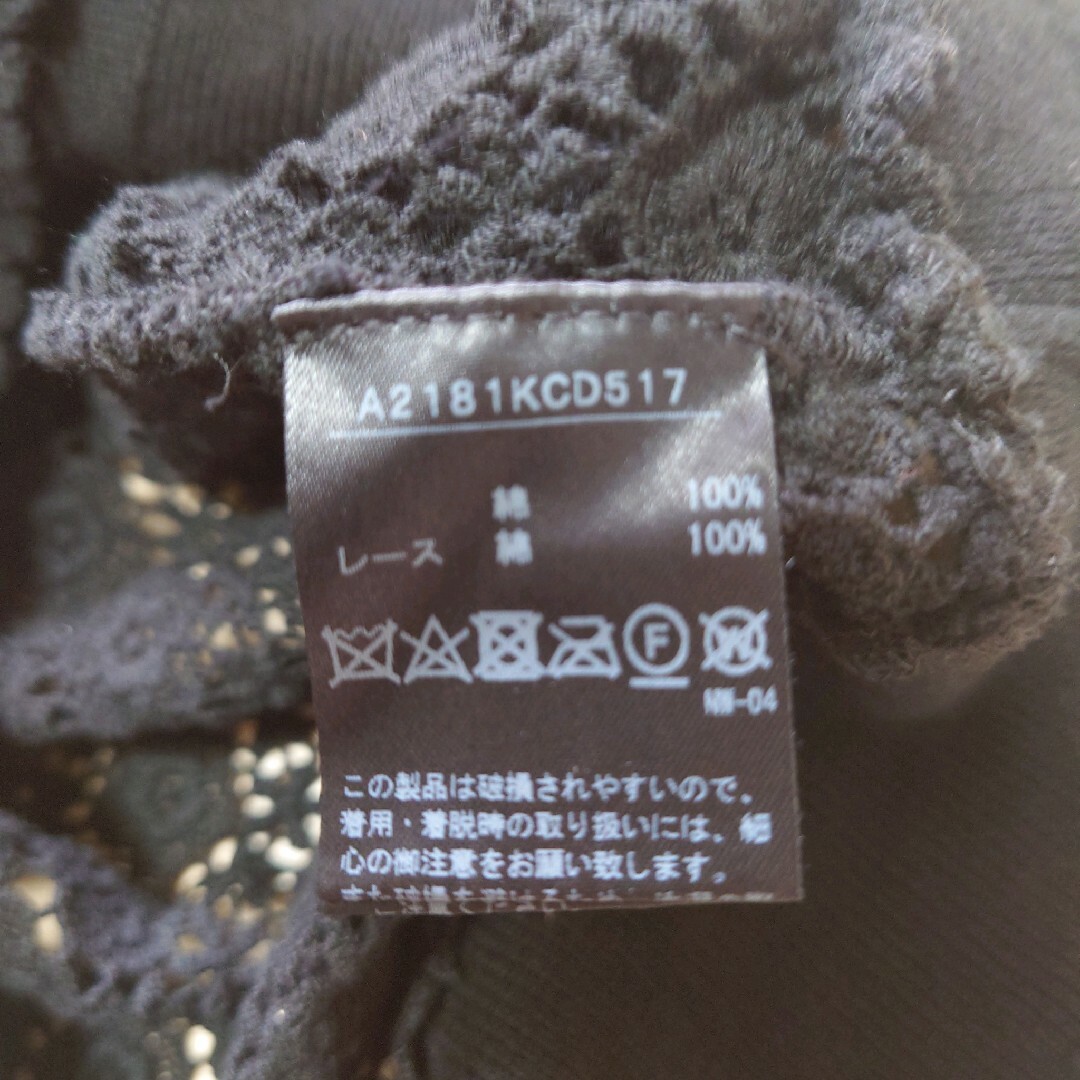 A2181KCD517
綿 100%
レース 綿 100%
F W
NW-04
この製品は破損されやすいので、
着用・着脱時の取り扱いには、細
心の御注意をお願い致します。